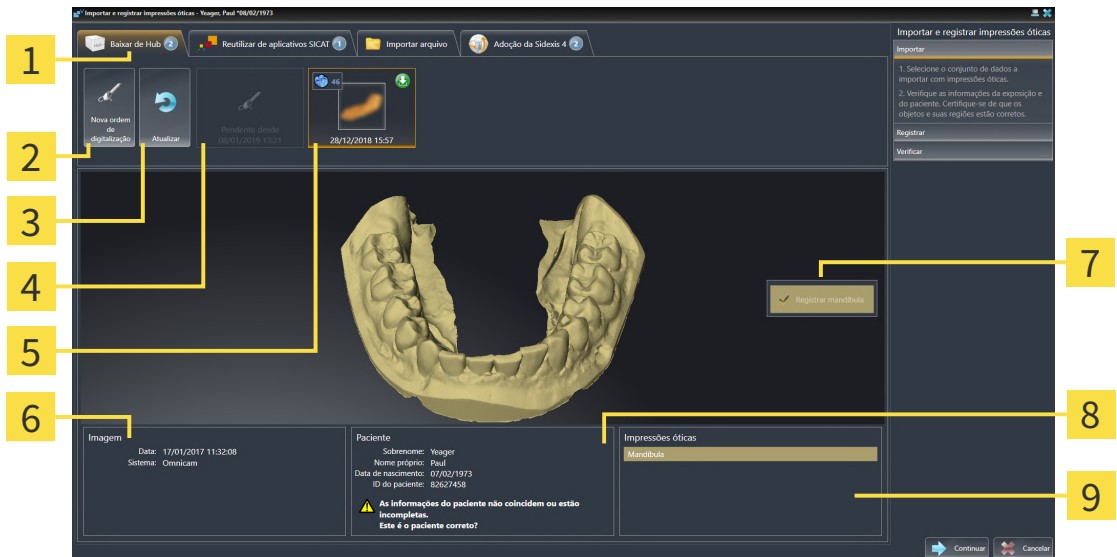 Importar e registrar impressões óticas - Yeager, Paul *08/02/1973
1
Hub
Baixar de Hub 2
Reutilizar de aplicativos SICAT 1
Importar arquivo
Adoção da Sidexis 4 2
Importar e registrar impressões óticas
Importar
1. Selecione o conjunto de dados a
importar com impressões óticas.
2. Verifique as informações da exposição e
do paciente. Certifique-se de que os
objetos e suas regiões estão corretos.
Registrar
Verificar
2
Nova ordem
de
digitalização
3
Atualizar
4
Pendente desde
08/01/2019 13:21
5
46
28/12/2018 15:57
7
Registrar mandíbula
6
Imagem
Data: 17/01/2017 11:32:08
Sistema: Omnicam
8
Paciente
Sobrenome: Yeager
Nome próprio: Paul
Data de nascimento: 07/02/1973
ID do paciente: 82627458
As informações do paciente não coincidem ou estão
incompletas.
Este é o paciente correto?
9
Impressões óticas
Mandíbula
Continuar
Cancelar